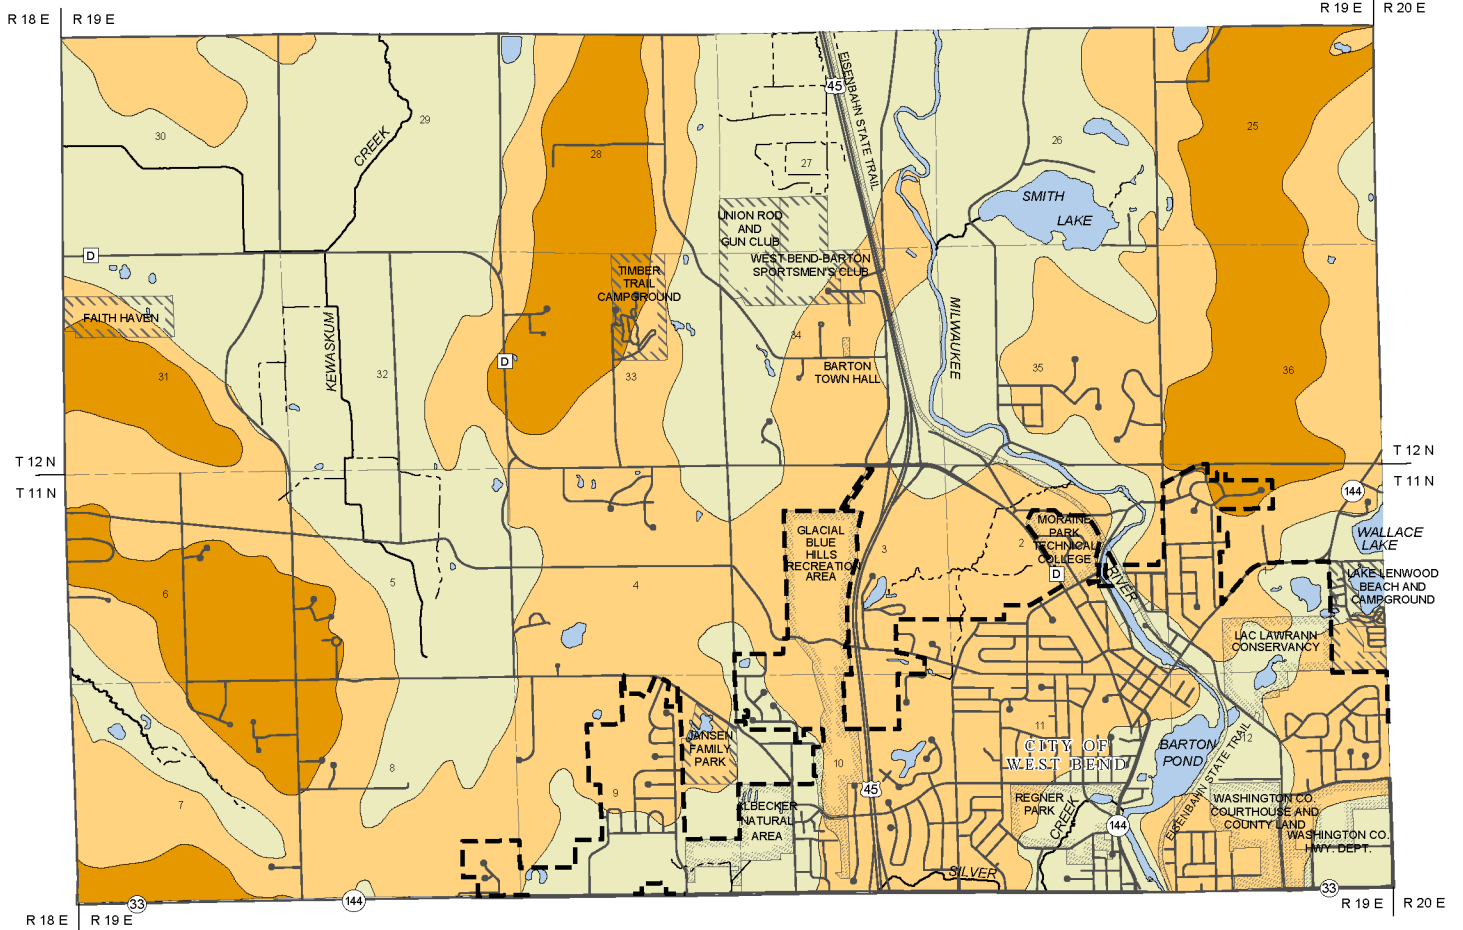 R 18 E
R 19 E
R 19 E
R 20 E
45
EISENBAHN STATE TRAIL
30
29
28
27
26
25
CREEK
SMITH
LAKE
UNION ROD
AND
GUN CLUB
WEST BEND-BARTON
SPORTSMEN'S CLUB
D
TIMBER
TRAIL
CAMPGROUND
FAITH HAVEN
KEWASKUM
MILWAUKEE
34
D
BARTON
TOWN HALL
31
32
33
35
36
T 12 N
T 11 N
T 12 N
T 11 N
144
WALLACE
LAKE
MORAINE
PARK
TECHNICAL
COLLEGE
GLACIAL
BLUE
HILLS
RECREATION
AREA
3
2
D
RIVER
LAKE LENWOOD
BEACH AND
CAMPGROUND
6
5
4
LAC LAWRANN
CONSERVANCY
JANSEN
FAMILY
PARK
11
12
CITY OF
WEST BEND
BARTON
POND
EISENBAHN STATE TRAIL
8
7
9
10
45
ALBECKER
NATURAL
AREA
REGNER
PARK
CREEK
144
WASHINGTON CO.
COURTHOUSE AND
COUNTY LAND
WASHINGTON CO.
HWY. DEPT.
SILVER
33
144
33
R 18 E
R 19 E
R 19 E
R 20 E